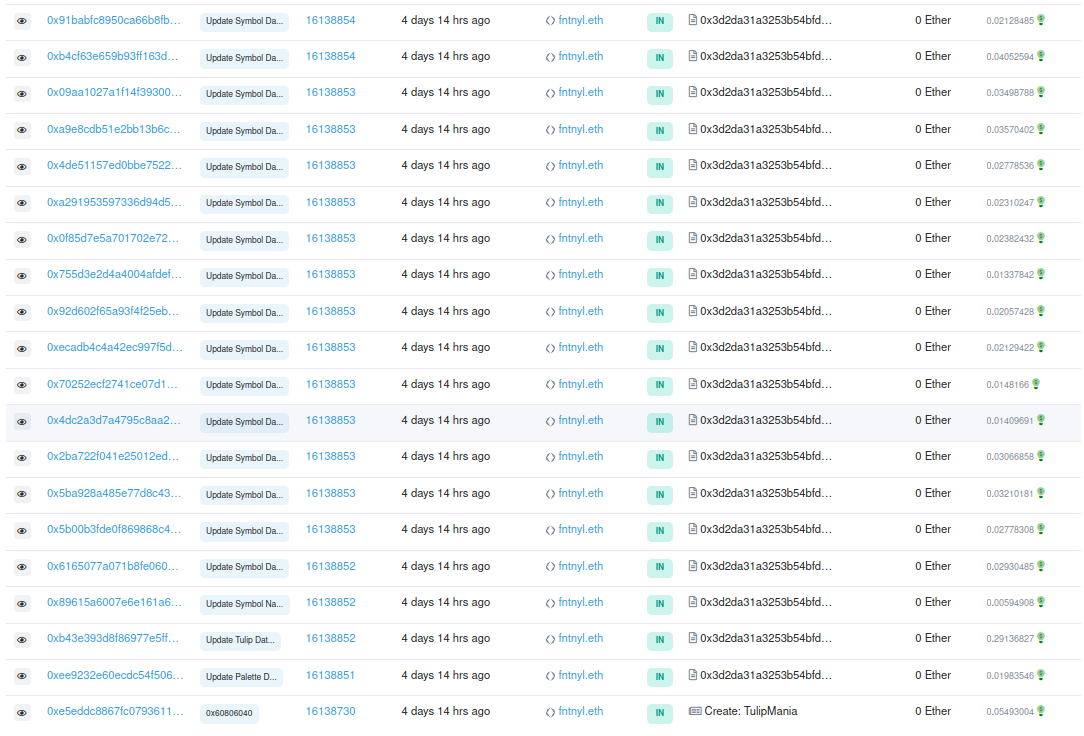 0x91babfc8950ca66b8fb... Update Symbol Da... 16138854 4 days 14 hrs ago fntnyl.eth IN 0x3d2da31a3253b54bfd... 0 Ether 0.02128485
0xb4cf63e659b93ff163d... Update Symbol Da... 16138854 4 days 14 hrs ago fntnyl.eth IN 0x3d2da31a3253b54bfd... 0 Ether 0.04052594
0x09aa1027a1f14f39300... Update Symbol Da... 16138853 4 days 14 hrs ago fntnyl.eth IN 0x3d2da31a3253b54bfd... 0 Ether 0.03498788
0xa9e8cdb51e2bb13b6c... Update Symbol Da... 16138853 4 days 14 hrs ago fntnyl.eth IN 0x3d2da31a3253b54bfd... 0 Ether 0.03570402
0x4de51157ed0bbe7522... Update Symbol Da... 16138853 4 days 14 hrs ago fntnyl.eth IN 0x3d2da31a3253b54bfd... 0 Ether 0.02778536
0xa291953597336d94d5... Update Symbol Da... 16138853 4 days 14 hrs ago fntnyl.eth IN 0x3d2da31a3253b54bfd... 0 Ether 0.02310247
0x0f85d7e5a701702e72... Update Symbol Da... 16138853 4 days 14 hrs ago fntnyl.eth IN 0x3d2da31a3253b54bfd... 0 Ether 0.02382432
0x755d3e2d4a4004afdef... Update Symbol Da... 16138853 4 days 14 hrs ago fntnyl.eth IN 0x3d2da31a3253b54bfd... 0 Ether 0.01337842
0x92d602f65a93f4f25eb... Update Symbol Da... 16138853 4 days 14 hrs ago fntnyl.eth IN 0x3d2da31a3253b54bfd... 0 Ether 0.02057428
0xecadb4c4a42ec997f5d... Update Symbol Da... 16138853 4 days 14 hrs ago fntnyl.eth IN 0x3d2da31a3253b54bfd... 0 Ether 0.02129422
0x70252ecf2741ce07d1... Update Symbol Da... 16138853 4 days 14 hrs ago fntnyl.eth IN 0x3d2da31a3253b54bfd... 0 Ether 0.0148166
0x4dc2a3d7a4795c8aa2... Update Symbol Da... 16138853 4 days 14 hrs ago fntnyl.eth IN 0x3d2da31a3253b54bfd... 0 Ether 0.01409691
0x2ba722f041e25012ed... Update Symbol Da... 16138853 4 days 14 hrs ago fntnyl.eth IN 0x3d2da31a3253b54bfd... 0 Ether 0.03066858
0x5ba928a485e77d8c43... Update Symbol Da... 16138853 4 days 14 hrs ago fntnyl.eth IN 0x3d2da31a3253b54bfd... 0 Ether 0.03210181
0x5b00b3fde0f869868c4... Update Symbol Da... 16138853 4 days 14 hrs ago fntnyl.eth IN 0x3d2da31a3253b54bfd... 0 Ether 0.02778308
0x6165077a071b8fe060... Update Symbol Da... 16138852 4 days 14 hrs ago fntnyl.eth IN 0x3d2da31a3253b54bfd... 0 Ether 0.02930485
0x89615a6007e6e161a6... Update Symbol Na... 16138852 4 days 14 hrs ago fntnyl.eth IN 0x3d2da31a3253b54bfd... 0 Ether 0.00594908
0xb43e393d8f86977e5ff... Update Tulip Dat... 16138852 4 days 14 hrs ago fntnyl.eth IN 0x3d2da31a3253b54bfd... 0 Ether 0.29136827
0xee9232e60ecdc54f506... Update Palette D... 16138851 4 days 14 hrs ago fntnyl.eth IN 0x3d2da31a3253b54bfd... 0 Ether 0.01983546
0xe5eddc8867fc0793611... 0x60806040 16138730 4 days 14 hrs ago fntnyl.eth IN Create: TulipMania 0 Ether 0.05493004